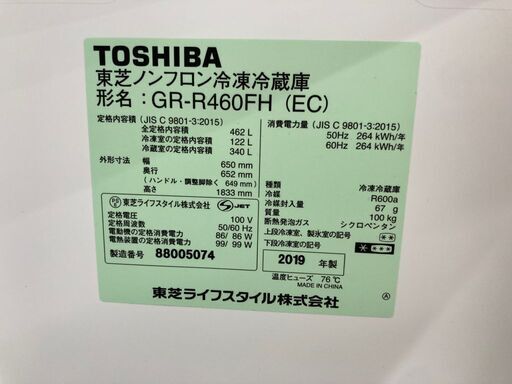 TOSHIBA
東芝ノンフロン冷凍冷蔵庫
形名：GR-R460FH (EC)
定格内容積 (JIS C 9801-3:2015)
全定格内容積 462 L
冷凍室の定格内容積 122 L
冷蔵室の定格内容積 340 L
外形寸法 幅 650 mm
奥行 652 mm
(ハンドル・調整脚除く 649 mm)
高さ 1833 mm
消費電力量 (JIS C 9801-3:2015)
50Hz 264 kWh/年
60Hz 264 kWh/年
種類 冷凍冷蔵庫
冷媒 R600a
冷媒封入量 67 g
質量 100 kg
断熱発泡ガス シクロペンタン
上段冷凍室、製氷室の記号
下段冷凍室の記号
東芝ライフスタイル株式会社 JET
定格電圧 100 V
定格周波数 50/60 Hz
電動機の定格消費電力 86/ 86 W
電熱装置の定格消費電力 99/ 99 W
製造番号 88005074
2019 年製
温度ヒューズ 76℃
東芝ライフスタイル株式会社
Ⓐ